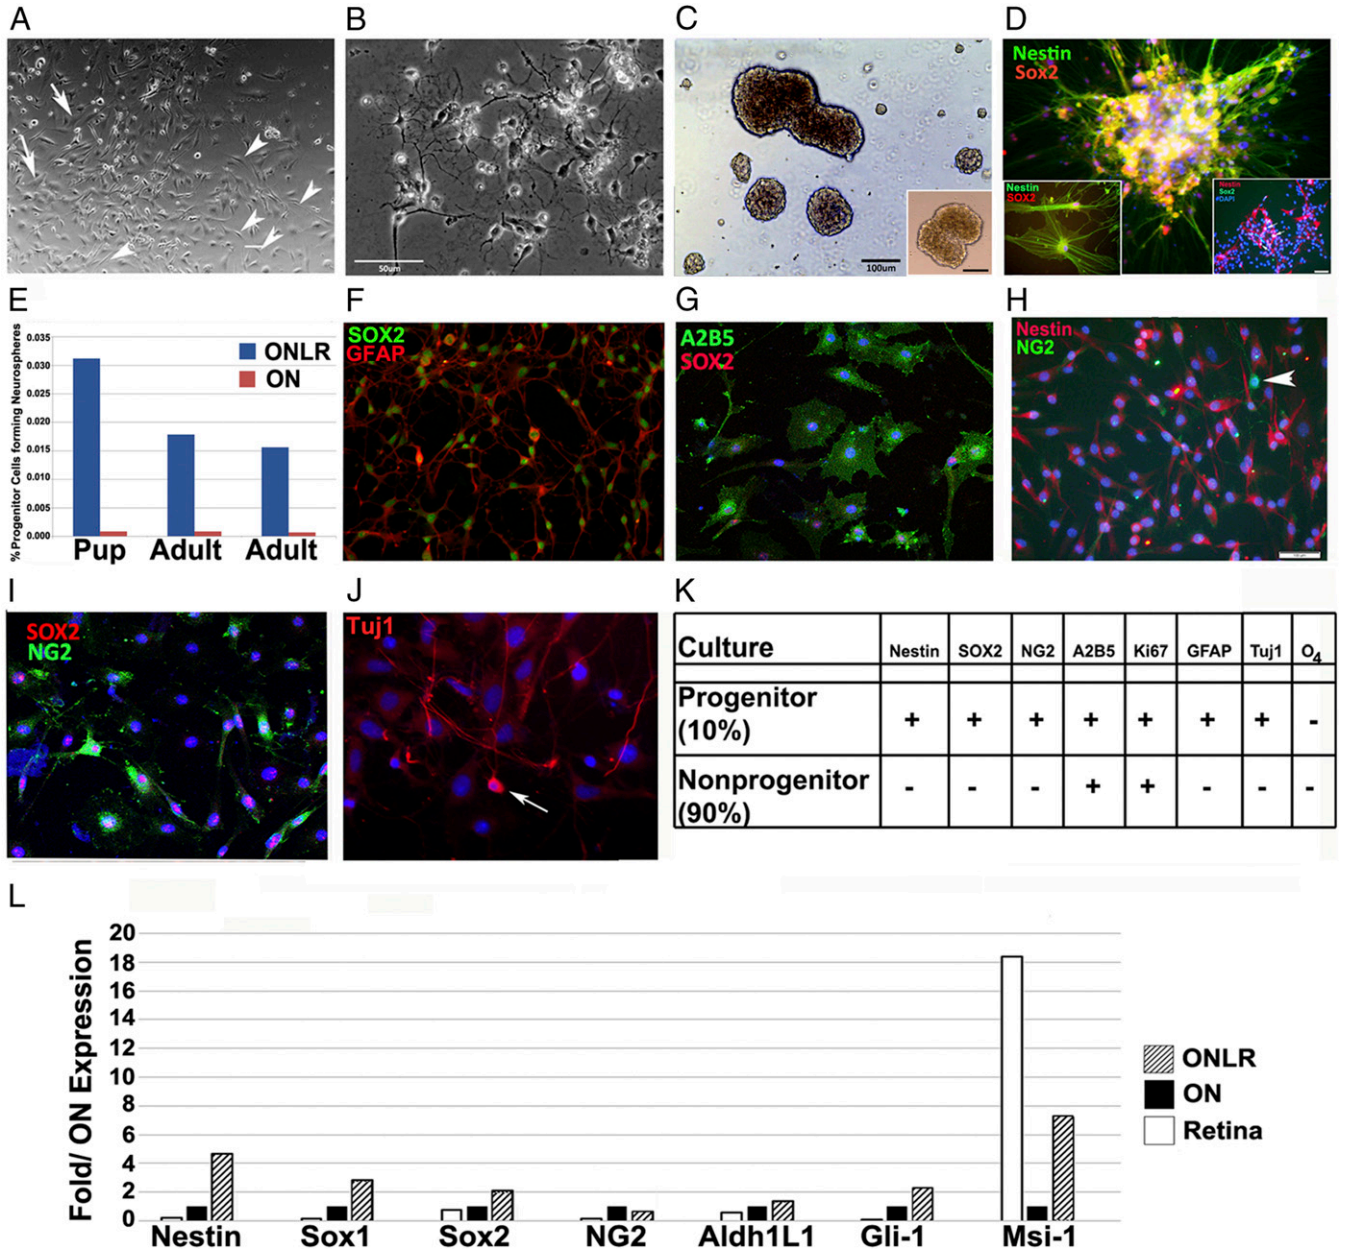 A
B
C
D
50um
100um
Nestin
Sox2
Nestin
SOX2
Nestin
Sox2
E
F
G
H
% Progenitor Cells forming Neurospheres
0.035
0.030
0.025
0.020
0.015
0.010
0.005
0.000
ONLR
ON
Pup Adult Adult
SOX2
GFAP
A2B5
SOX2
Nestin
NG2
I
J
K
SOX2
NG2
Tuj1
Culture Nestin SOX2 NG2 A2B5 Ki67 GFAP Tuj1 O4
Progenitor
(10%) + + + + + + + -
Nonprogenitor
(90%) - - - + + - - -
L
Fold/ ON Expression
20
18
16
14
12
10
8
6
4
2
0
Nestin Sox1 Sox2 NG2 Aldh1L1 Gli-1 Msi-1
ONLR
ON
Retina